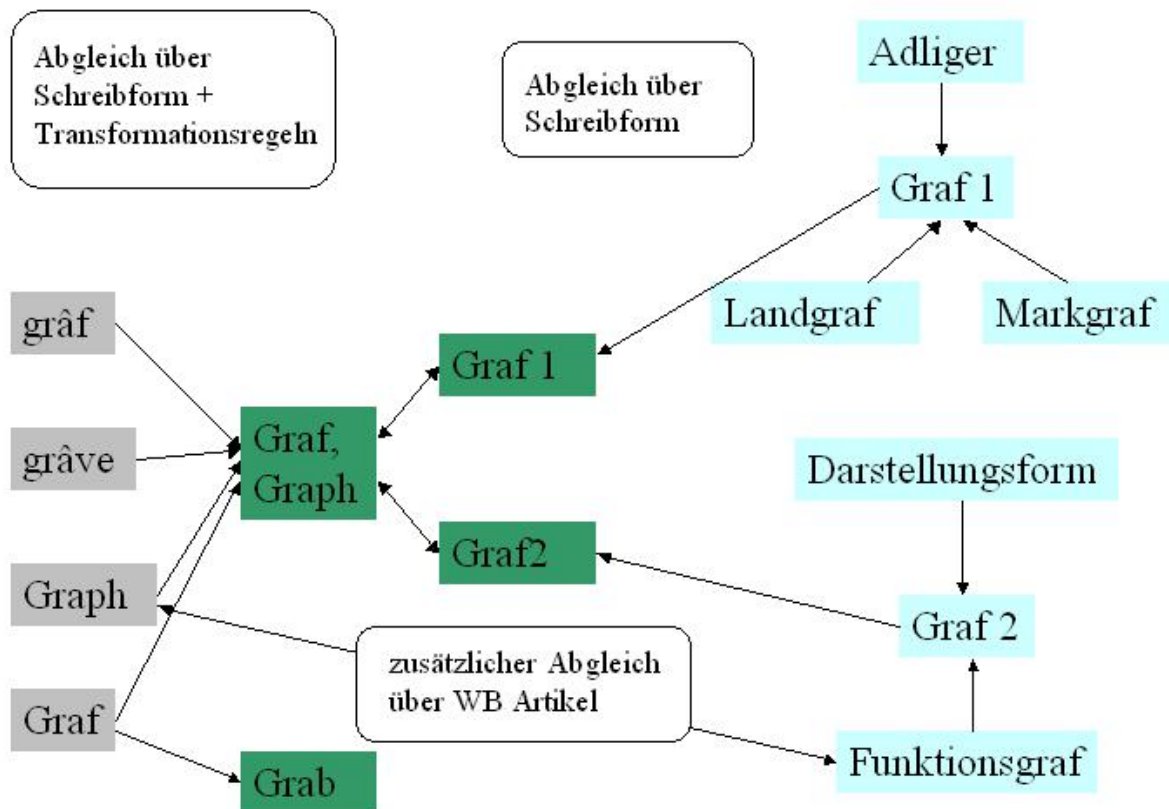 Abgleich über
Schreibform +
Transformationsregeln
Abgleich über
Schreibform
Adliger
Graf 1
Landgraf
Markgraf
grâf
grâve
Graph
Graf
Graf,
Graph
Graf 1
Graf2
Grab
Darstellungsform
Graf 2
Funktionsgraf
zusätzlicher Abgleich
über WB Artikel